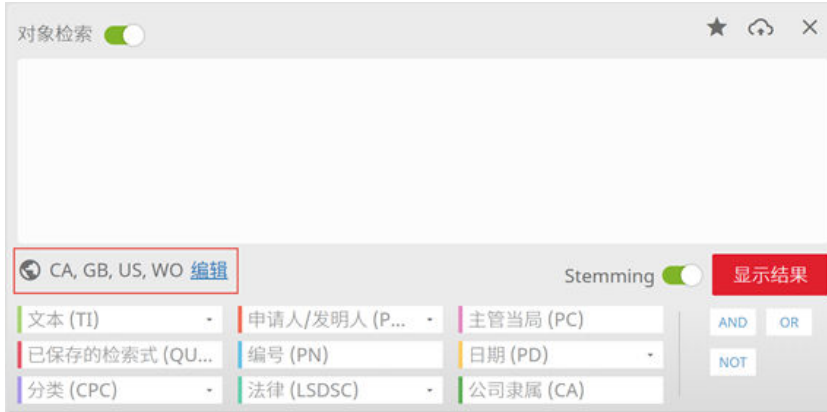 对象检索
CA, GB, US, WO 编辑
Stemming
显示结果
文本 (TI)
申请人/发明人 (P...
主管当局 (PC)
AND
OR
已保存的检索式 (QU...
编号 (PN)
日期 (PD)
NOT
分类 (CPC)
法律 (LSDSC)
公司隶属 (CA)